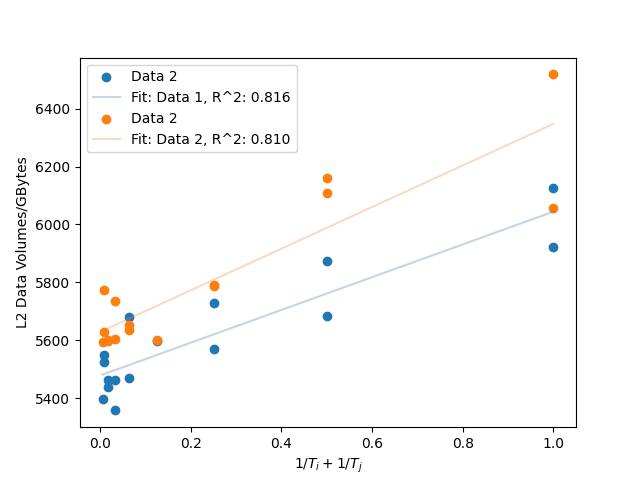 Data 2
Fit: Data 1, R^2: 0.816
Data 2
Fit: Data 2, R^2: 0.810
6400
6200
6000
5800
5600
5400
L2 Data Volumes/GBytes
0.0 0.2 0.4 0.6 0.8 1.0
1/T_i + 1/T_j